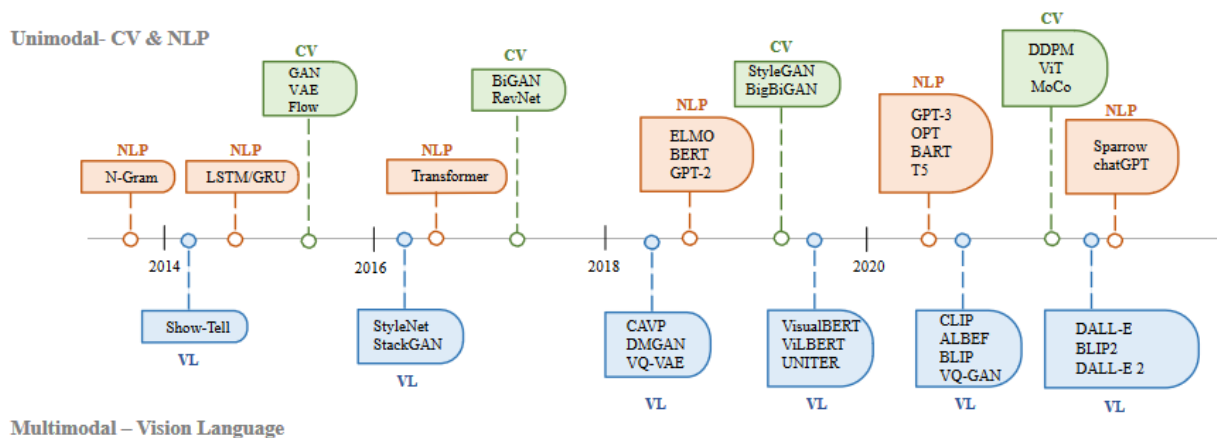 Unimodal- CV & NLP
CV
GAN
VAE
Flow
CV
BiGAN
RevNet
CV
StyleGAN
BigBiGAN
CV
DDPM
ViT
MoCo
NLP
N-Gram
NLP
LSTM/GRU
NLP
Transformer
NLP
ELMO
BERT
GPT-2
NLP
GPT-3
OPT
BART
T5
NLP
Sparrow
chatGPT
2014
2016
2018
2020
Show-Tell
VL
StyleNet
StackGAN
VL
CAVP
DMGAN
VQ-VAE
VL
VisualBERT
ViLBERT
UNITER
VL
CLIP
ALBEF
BLIP
VQ-GAN
VL
DALL-E
BLIP2
DALL-E 2
VL
Multimodal – Vision Language